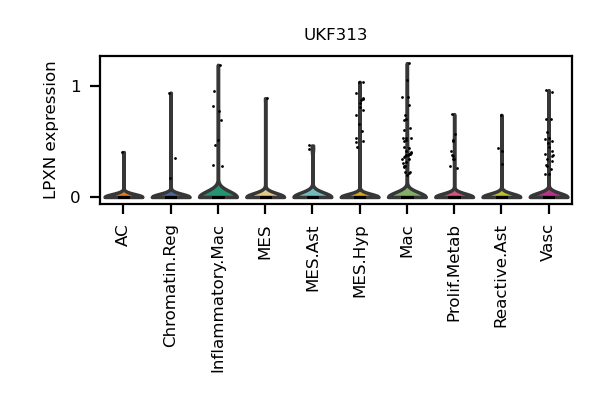 UKF313
LPXN expression
1
0
AC
Chromatin.Reg
Inflammatory.Mac
MES
MES.Ast
MES.Hyp
Mac
Prolif.Metab
Reactive.Ast
Vasc